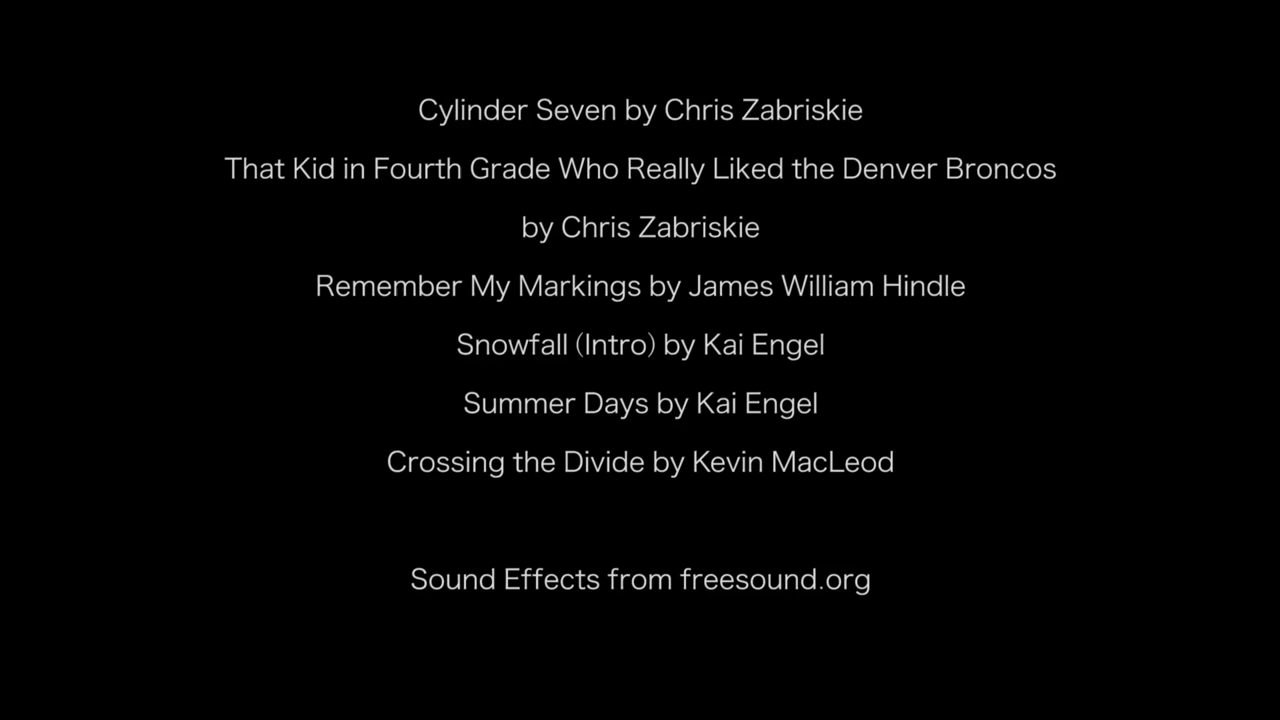 Cylinder Seven by Chris Zabriskie
That Kid in Fourth Grade Who Really Liked the Denver Broncos
by Chris Zabriskie
Remember My Markings by James William Hindle
Snowfall (Intro) by Kai Engel
Summer Days by Kai Engel
Crossing the Divide by Kevin MacLeod
Sound Effects from freesound.org